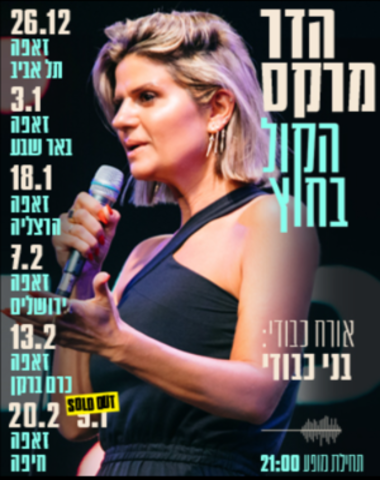 הדר
מרקס
הקול
בחוץ
26.12
זאפה
תל אביב
3.1
זאפה
באר שבע
18.1
זאפה
הרצליה
7.2
זאפה
ירושלים
13.2
זאפה
כרם ברקן
20.2
SOLD OUT
זאפה
חיפה
אורח כבודי:
בני כבודי
תחילת מופע 21:00